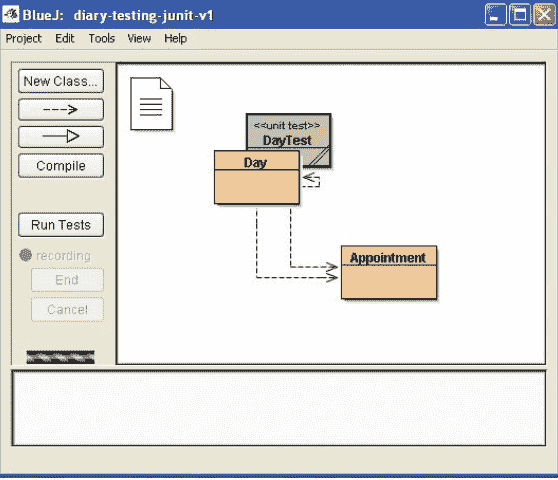 BlueJ: diary-testing-junit-v1
Project Edit Tools View Help
New Class...
Compile
Run Tests
recording
End
Cancel
<<unit test>>
DayTest
Day
Appointment